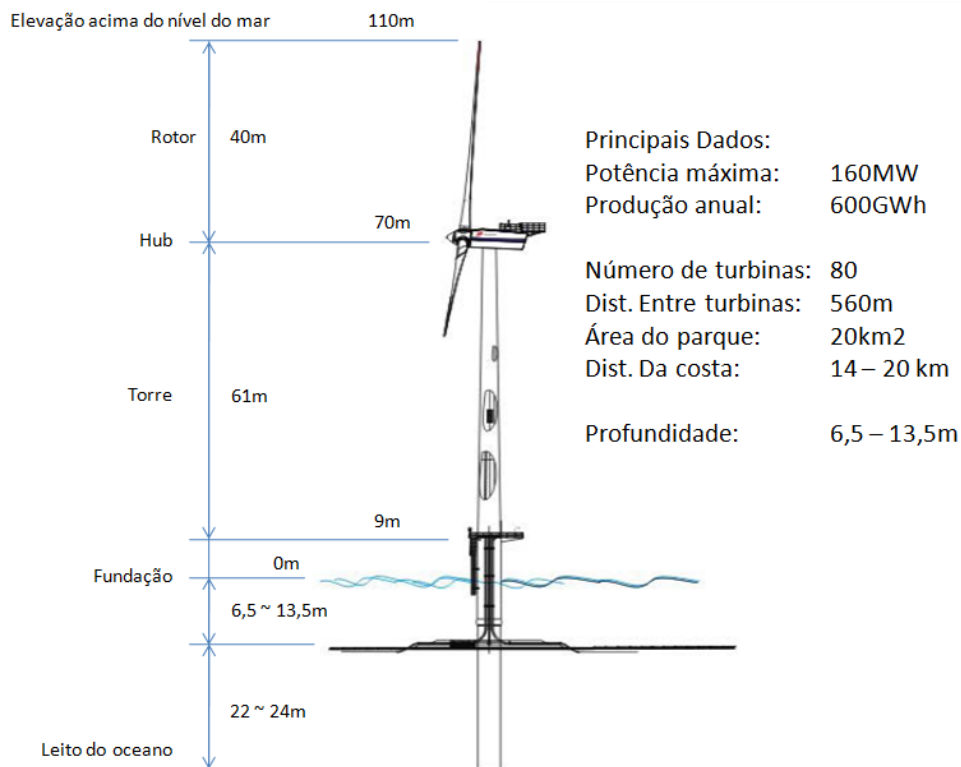 Elevação acima do nível do mar 110m
Rotor 40m
70m
Hub
Torre 61m
9m
0m
Fundação
6,5 ~ 13,5m
22 ~ 24m
Leito do oceano
Principais Dados:
Potência máxima: 160MW
Produção anual: 600GWh
Número de turbinas: 80
Dist. Entre turbinas: 560m
Área do parque: 20km2
Dist. Da costa: 14 – 20 km
Profundidade: 6,5 – 13,5m